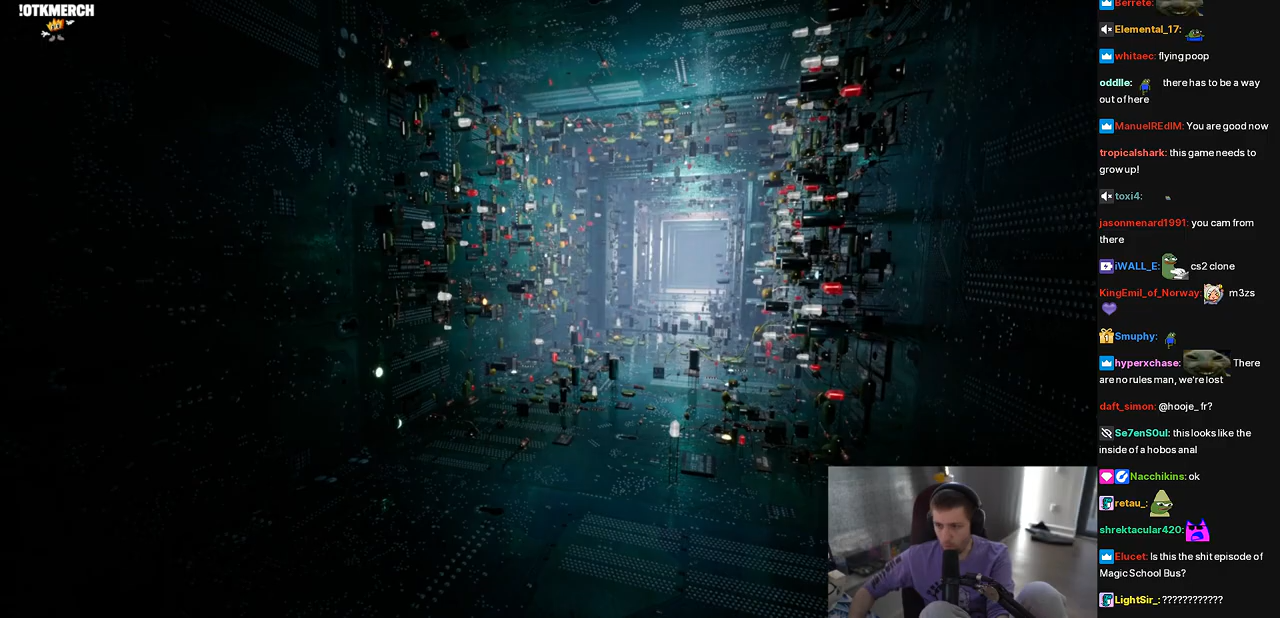 !OTKMERCH
Berrete:
Elemental_17:
whitaec: flying poop
oddlle: there has to be a way
out of here
ManuelREdIM: You are good now
tropicalshark: this game needs to
grow up!
toxi4:
jasonmenard1991: you cam from
there
iWALL_E: cs2 clone
KingEmil_of_Norway: m3zs
Smuphy:
hyperxchase: There
are no rules man, we're lost
daft_simon: @hooje_ fr?
Se7enS0ul: this looks like the
inside of a hobos anal
Nacchikins: ok
retau_:
shrektacular420:
Elucet: Is this the shit episode of
Magic School Bus?
LightSir_: ????????????